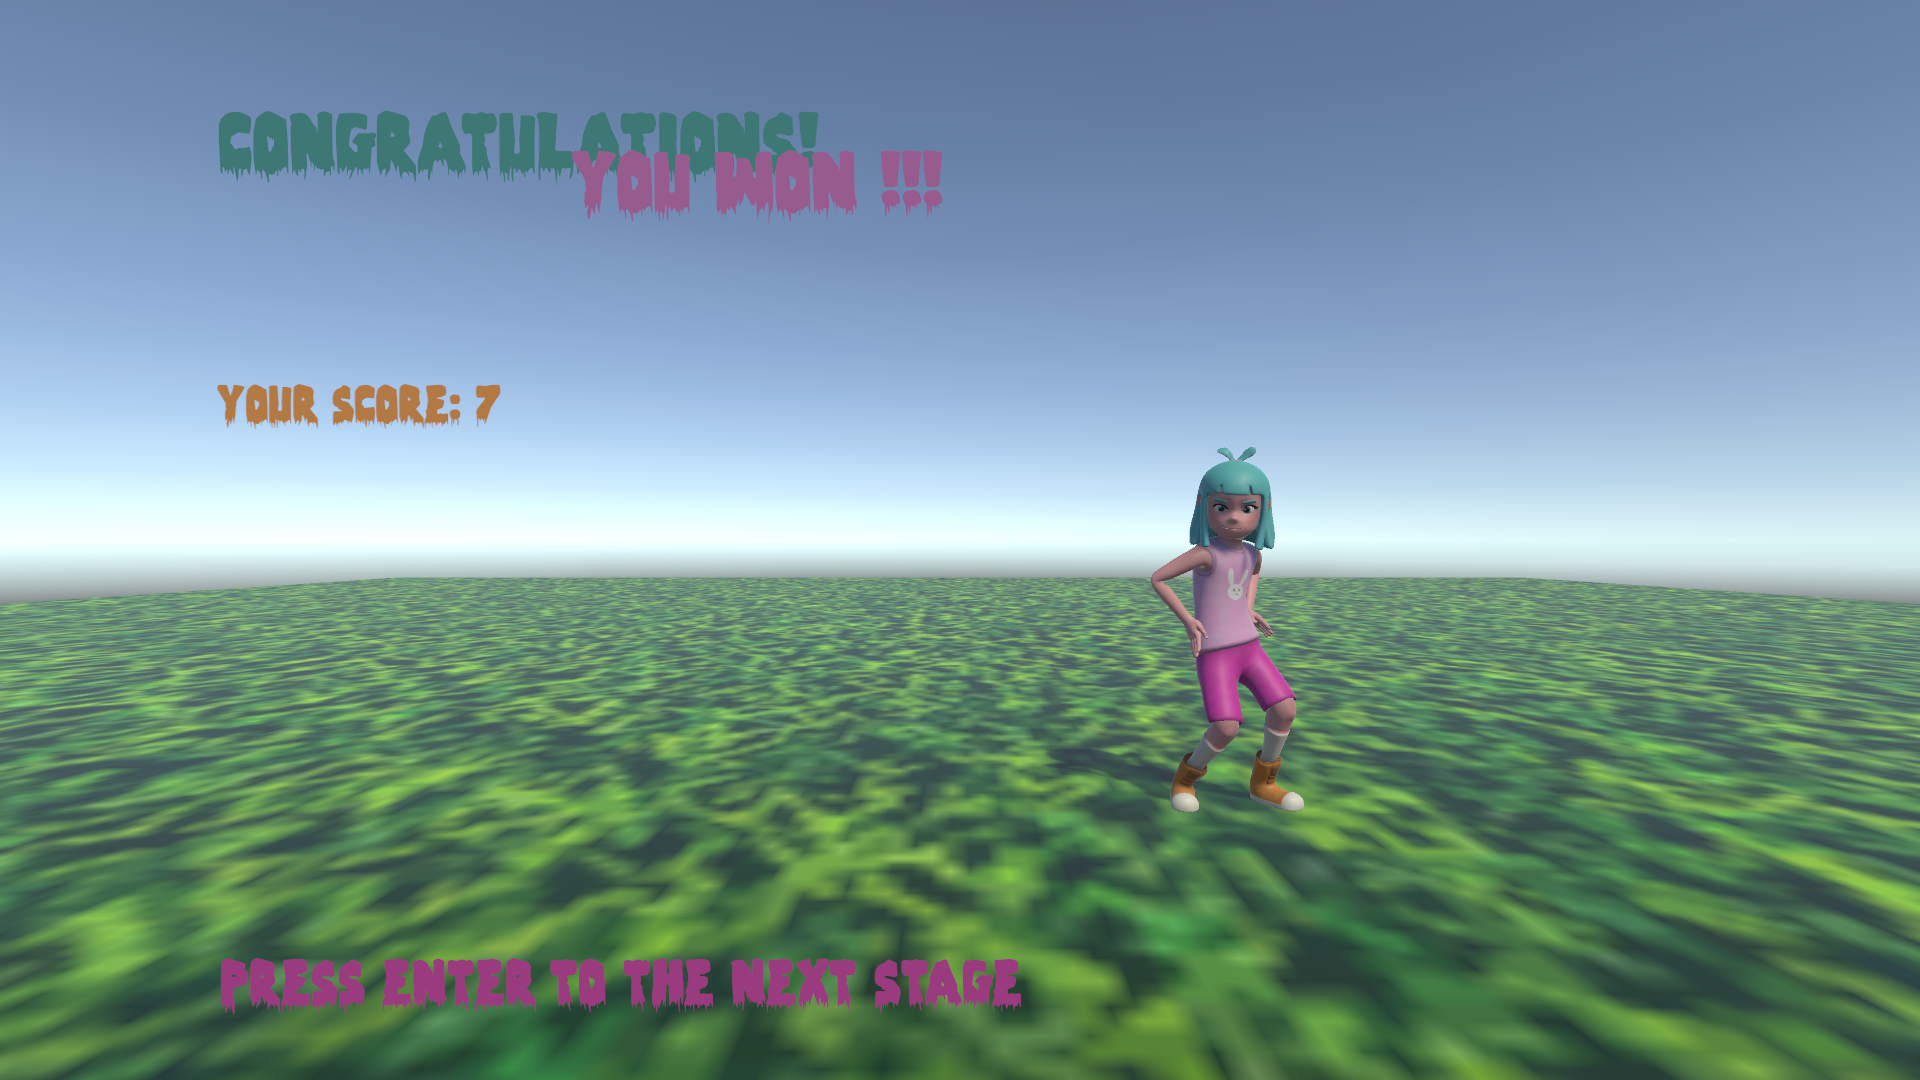 CONGRATULATIONS!
YOU WON !!!
YOUR SCORE: 7
PRESS ENTER TO THE NEXT STAGE